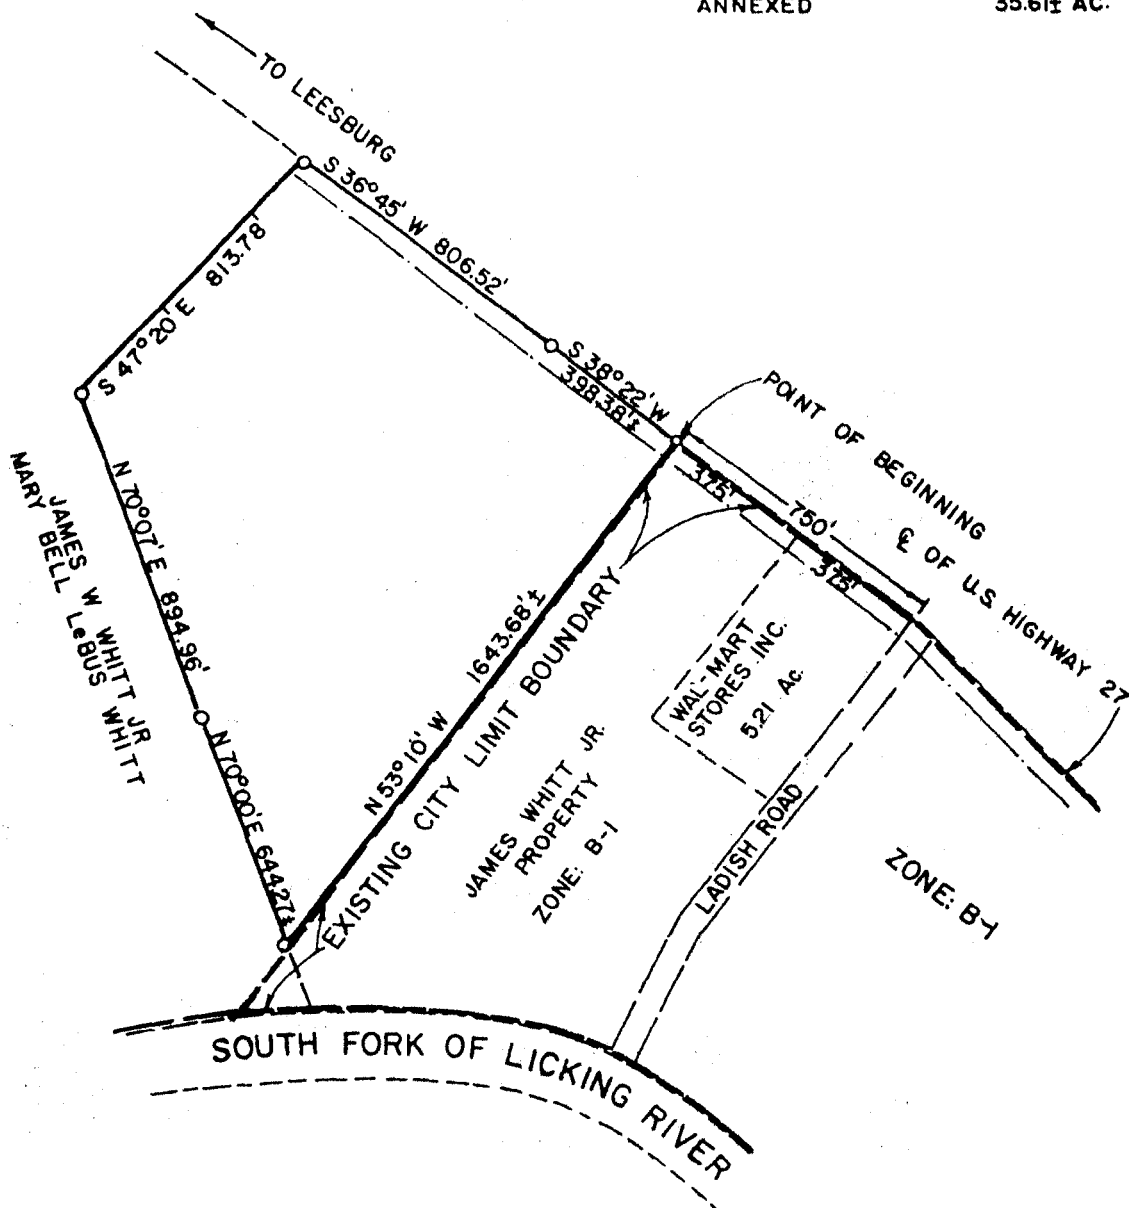 ANNEXED 35.61± AC.
TO LEESBURG
S 36°45' W 806.52'
S 38°22' W
398.38'±
S 47°20' E 813.78'
POINT OF BEGINNING
375'
750'
375'
℄ OF U.S. HIGHWAY 27
N 70°07' E 894.96'
JAMES W WHITT JR
MARY BELL LeBUS WHITT
N 70°00' E 644.27'±
N 53°10' W 1643.68'±
EXISTING CITY LIMIT BOUNDARY
WAL-MART
STORES INC.
5.21 Ac.
JAMES WHITT JR.
PROPERTY
ZONE: B-1
LADISH ROAD
ZONE: B-1
SOUTH FORK OF LICKING RIVER